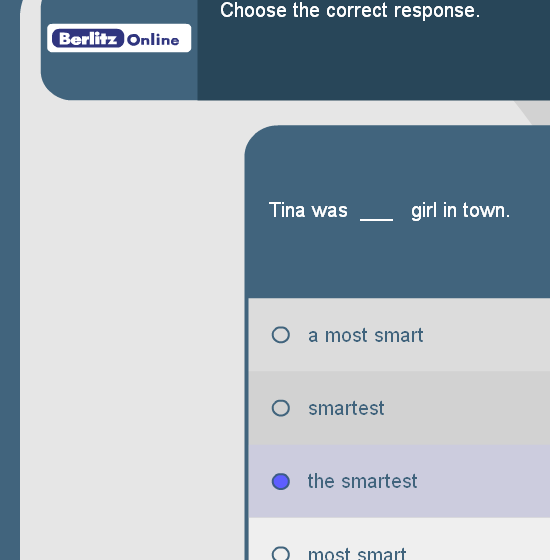 Choose the correct response.
Berlitz Online
Tina was ___ girl in town.
a most smart
smartest
the smartest
most smart